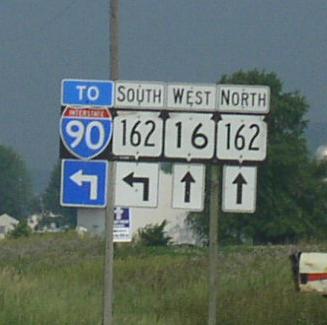 TO SOUTH WEST NORTH
INTERSTATE
90 162 16 162